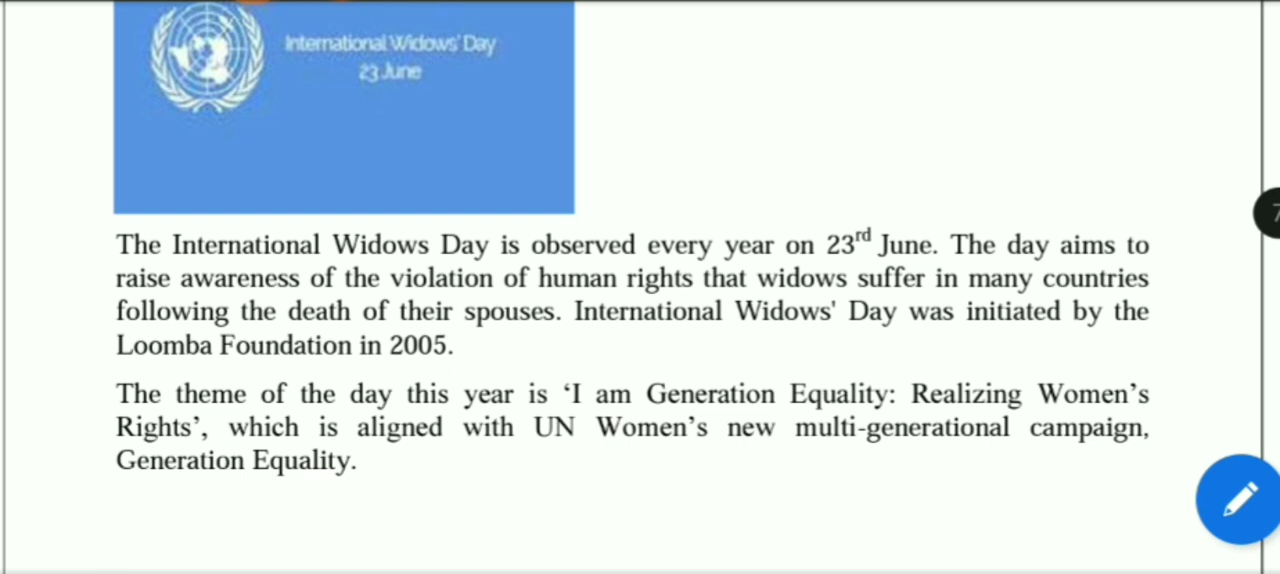 International Widows' Day
23 June
The International Widows Day is observed every year on 23rd June. The day aims to
raise awareness of the violation of human rights that widows suffer in many countries
following the death of their spouses. International Widows' Day was initiated by the
Loomba Foundation in 2005.
The theme of the day this year is ‘I am Generation Equality: Realizing Women’s
Rights’, which is aligned with UN Women’s new multi-generational campaign,
Generation Equality.